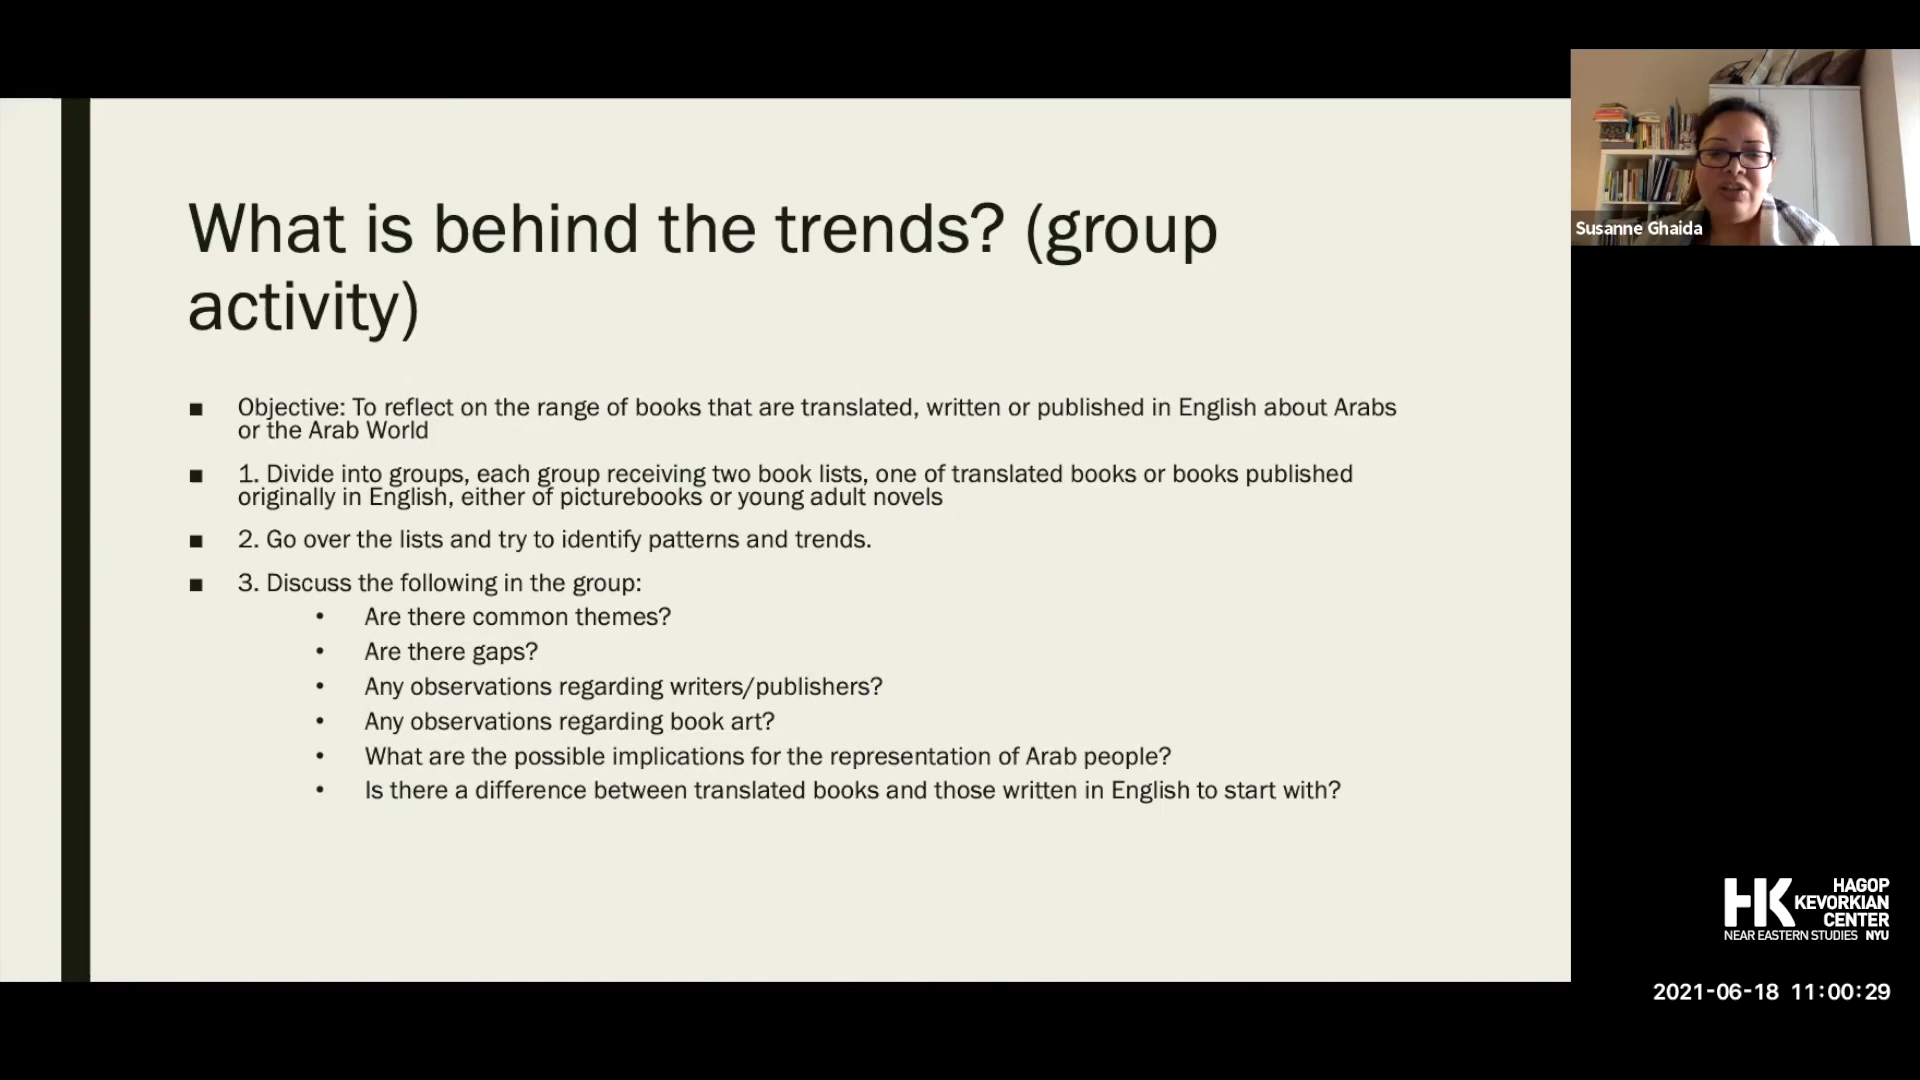 What is behind the trends? (group
activity)
■ Objective: To reflect on the range of books that are translated, written or published in English about Arabs
or the Arab World
■ 1. Divide into groups, each group receiving two book lists, one of translated books or books published
originally in English, either of picturebooks or young adult novels
■ 2. Go over the lists and try to identify patterns and trends.
■ 3. Discuss the following in the group:
• Are there common themes?
• Are there gaps?
• Any observations regarding writers/publishers?
• Any observations regarding book art?
• What are the possible implications for the representation of Arab people?
• Is there a difference between translated books and those written in English to start with?
Susanne Ghaida
HK
HAGOP
KEVORKIAN
CENTER
NEAR EASTERN STUDIES NYU
2021-06-18 11:00:29